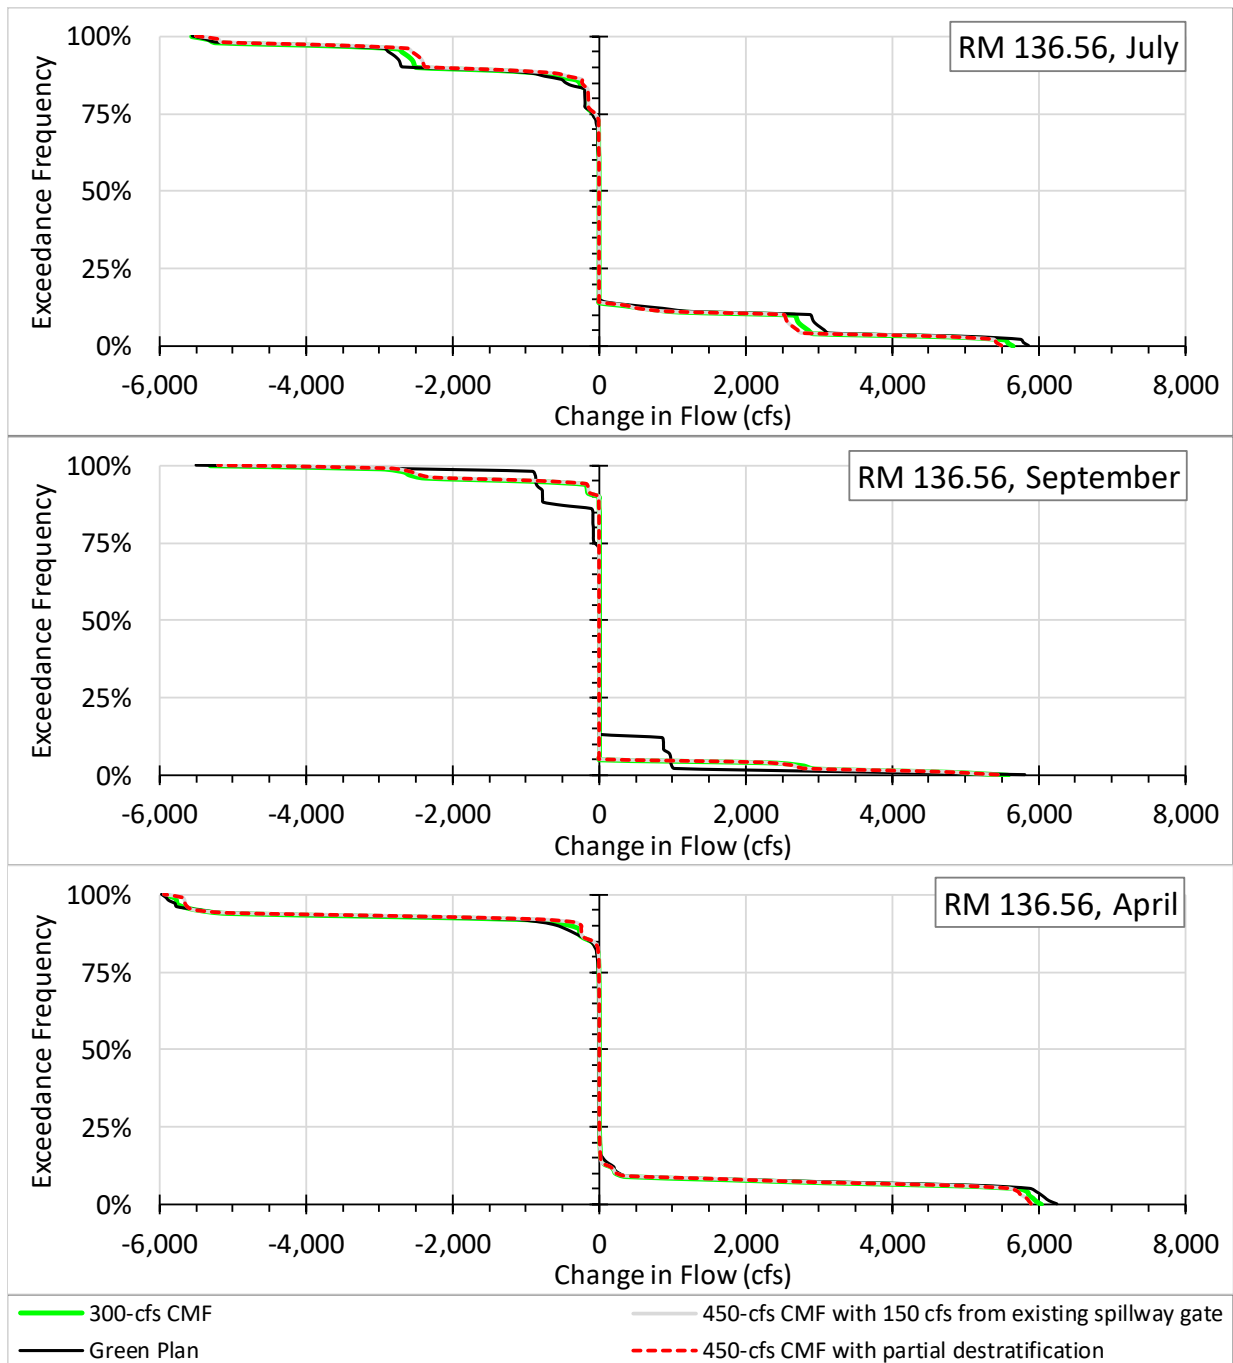 RM 136.56, July
Exceedance Frequency
100%
75%
50%
25%
0%
-6,000 -4,000 -2,000 0 2,000 4,000 6,000 8,000
Change in Flow (cfs)
RM 136.56, September
Exceedance Frequency
100%
75%
50%
25%
0%
-6,000 -4,000 -2,000 0 2,000 4,000 6,000 8,000
Change in Flow (cfs)
RM 136.56, April
Exceedance Frequency
100%
75%
50%
25%
0%
-6,000 -4,000 -2,000 0 2,000 4,000 6,000 8,000
Change in Flow (cfs)
300-cfs CMF
450-cfs CMF with 150 cfs from existing spillway gate
Green Plan
450-cfs CMF with partial destratification